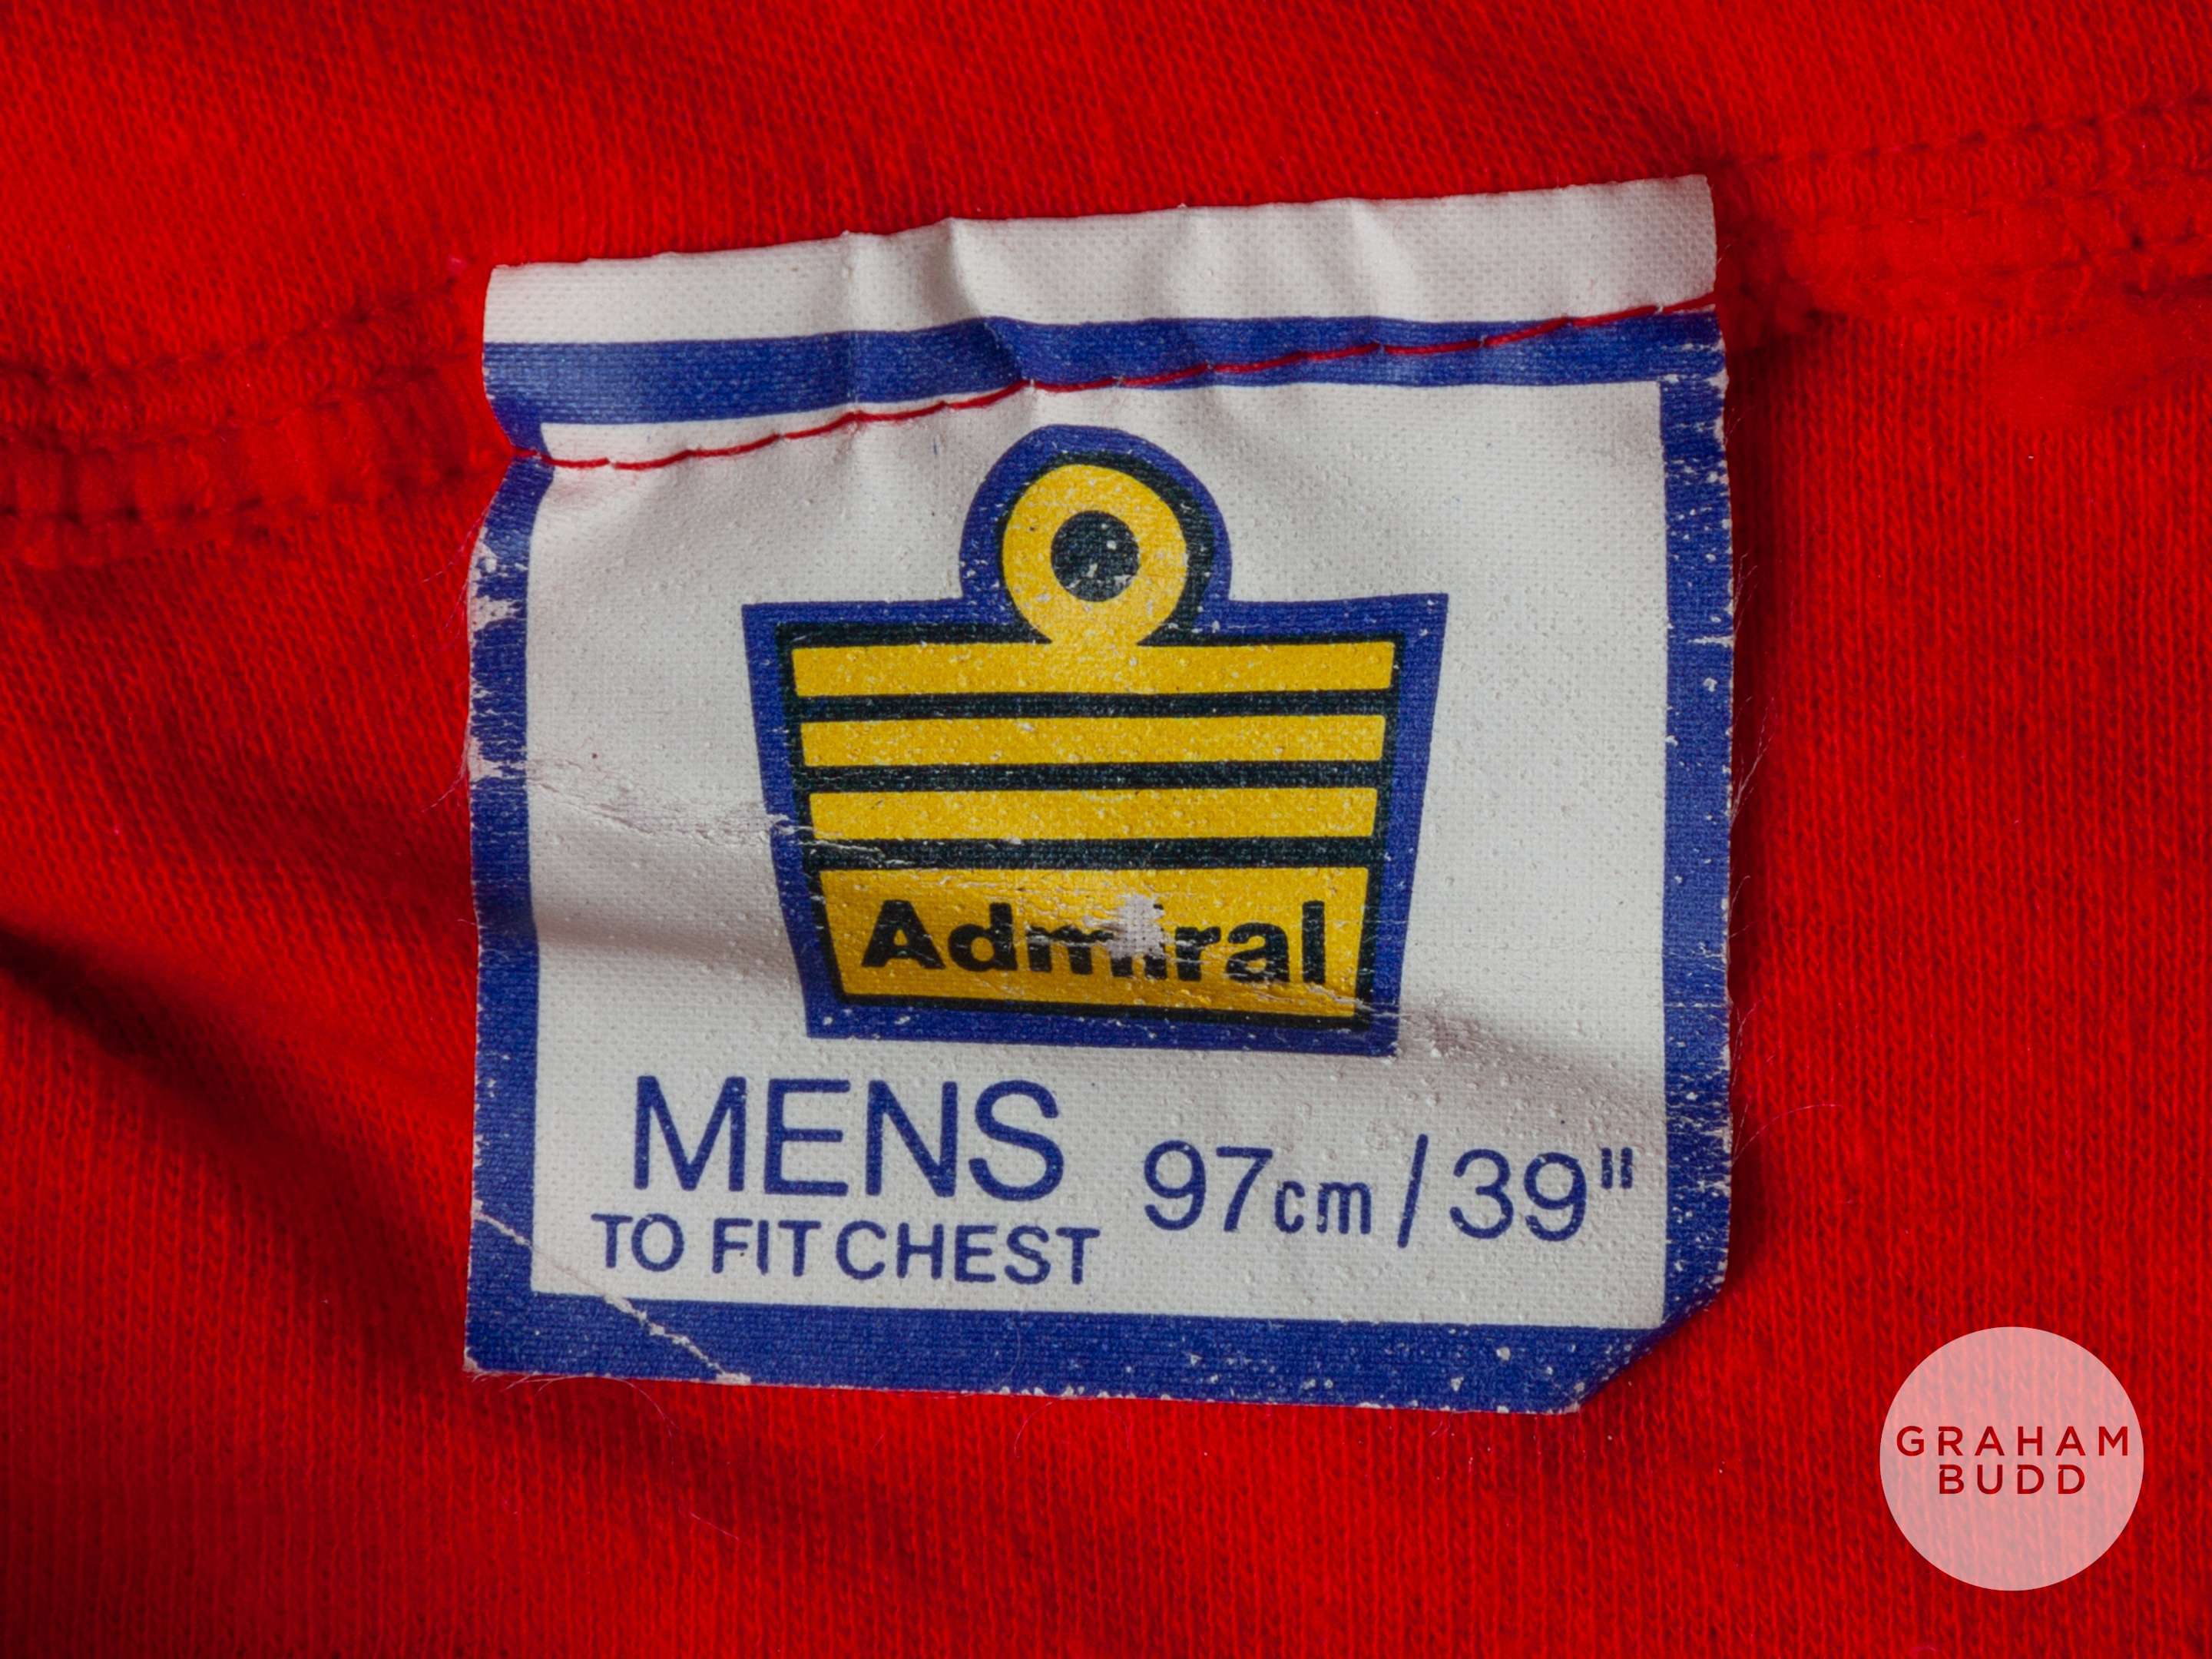 Admiral
MENS
TO FIT CHEST
97cm/39"
GRAHAM
BUDD